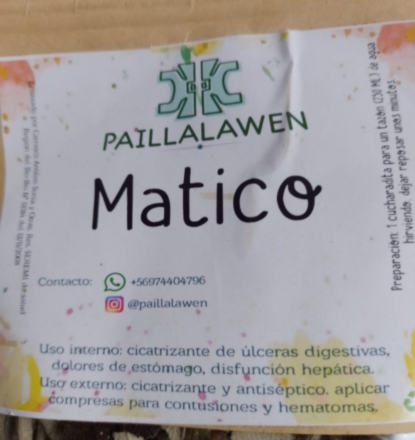 PAILLALAWEN
Matico
Contacto: +56974404796
@paillalawen
Uso interno: cicatrizante de úlceras digestivas,
dolores de estómago, disfunción hepática.
Uso externo: cicatrizante y antiséptico. aplicar
compresas para contusiones y hematomas.
Preparación: 1 cucharadita para un tazón (250 ML) de agua
hirviendo, dejar reposar unos minutos.